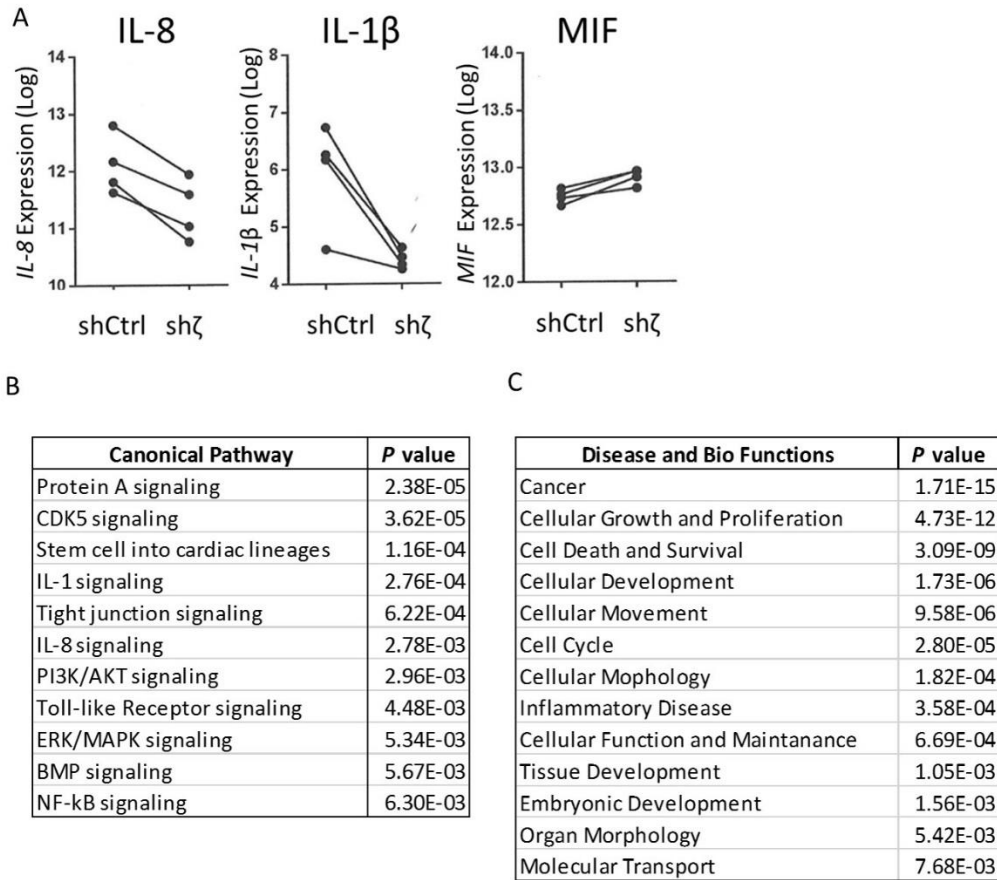 A
IL-8
IL-1β
MIF
IL-8 Expression (Log)
14
13
12
11
10
shCtrl shζ
IL-1β Expression (Log)
8
7
6
5
4
shCtrl shζ
MIF Expression (Log)
14.0
13.5
13.0
12.5
12.0
shCtrl shζ
B
Canonical Pathway P value
Protein A signaling 2.38E-05
CDK5 signaling 3.62E-05
Stem cell into cardiac lineages 1.16E-04
IL-1 signaling 2.76E-04
Tight junction signaling 6.22E-04
IL-8 signaling 2.78E-03
PI3K/AKT signaling 2.96E-03
Toll-like Receptor signaling 4.48E-03
ERK/MAPK signaling 5.34E-03
BMP signaling 5.67E-03
NF-kB signaling 6.30E-03
C
Disease and Bio Functions P value
Cancer 1.71E-15
Cellular Growth and Proliferation 4.73E-12
Cell Death and Survival 3.09E-09
Cellular Development 1.73E-06
Cellular Movement 9.58E-06
Cell Cycle 2.80E-05
Cellular Mophology 1.82E-04
Inflammatory Disease 3.58E-04
Cellular Function and Maintanance 6.69E-04
Tissue Development 1.05E-03
Embryonic Development 1.56E-03
Organ Morphology 5.42E-03
Molecular Transport 7.68E-03